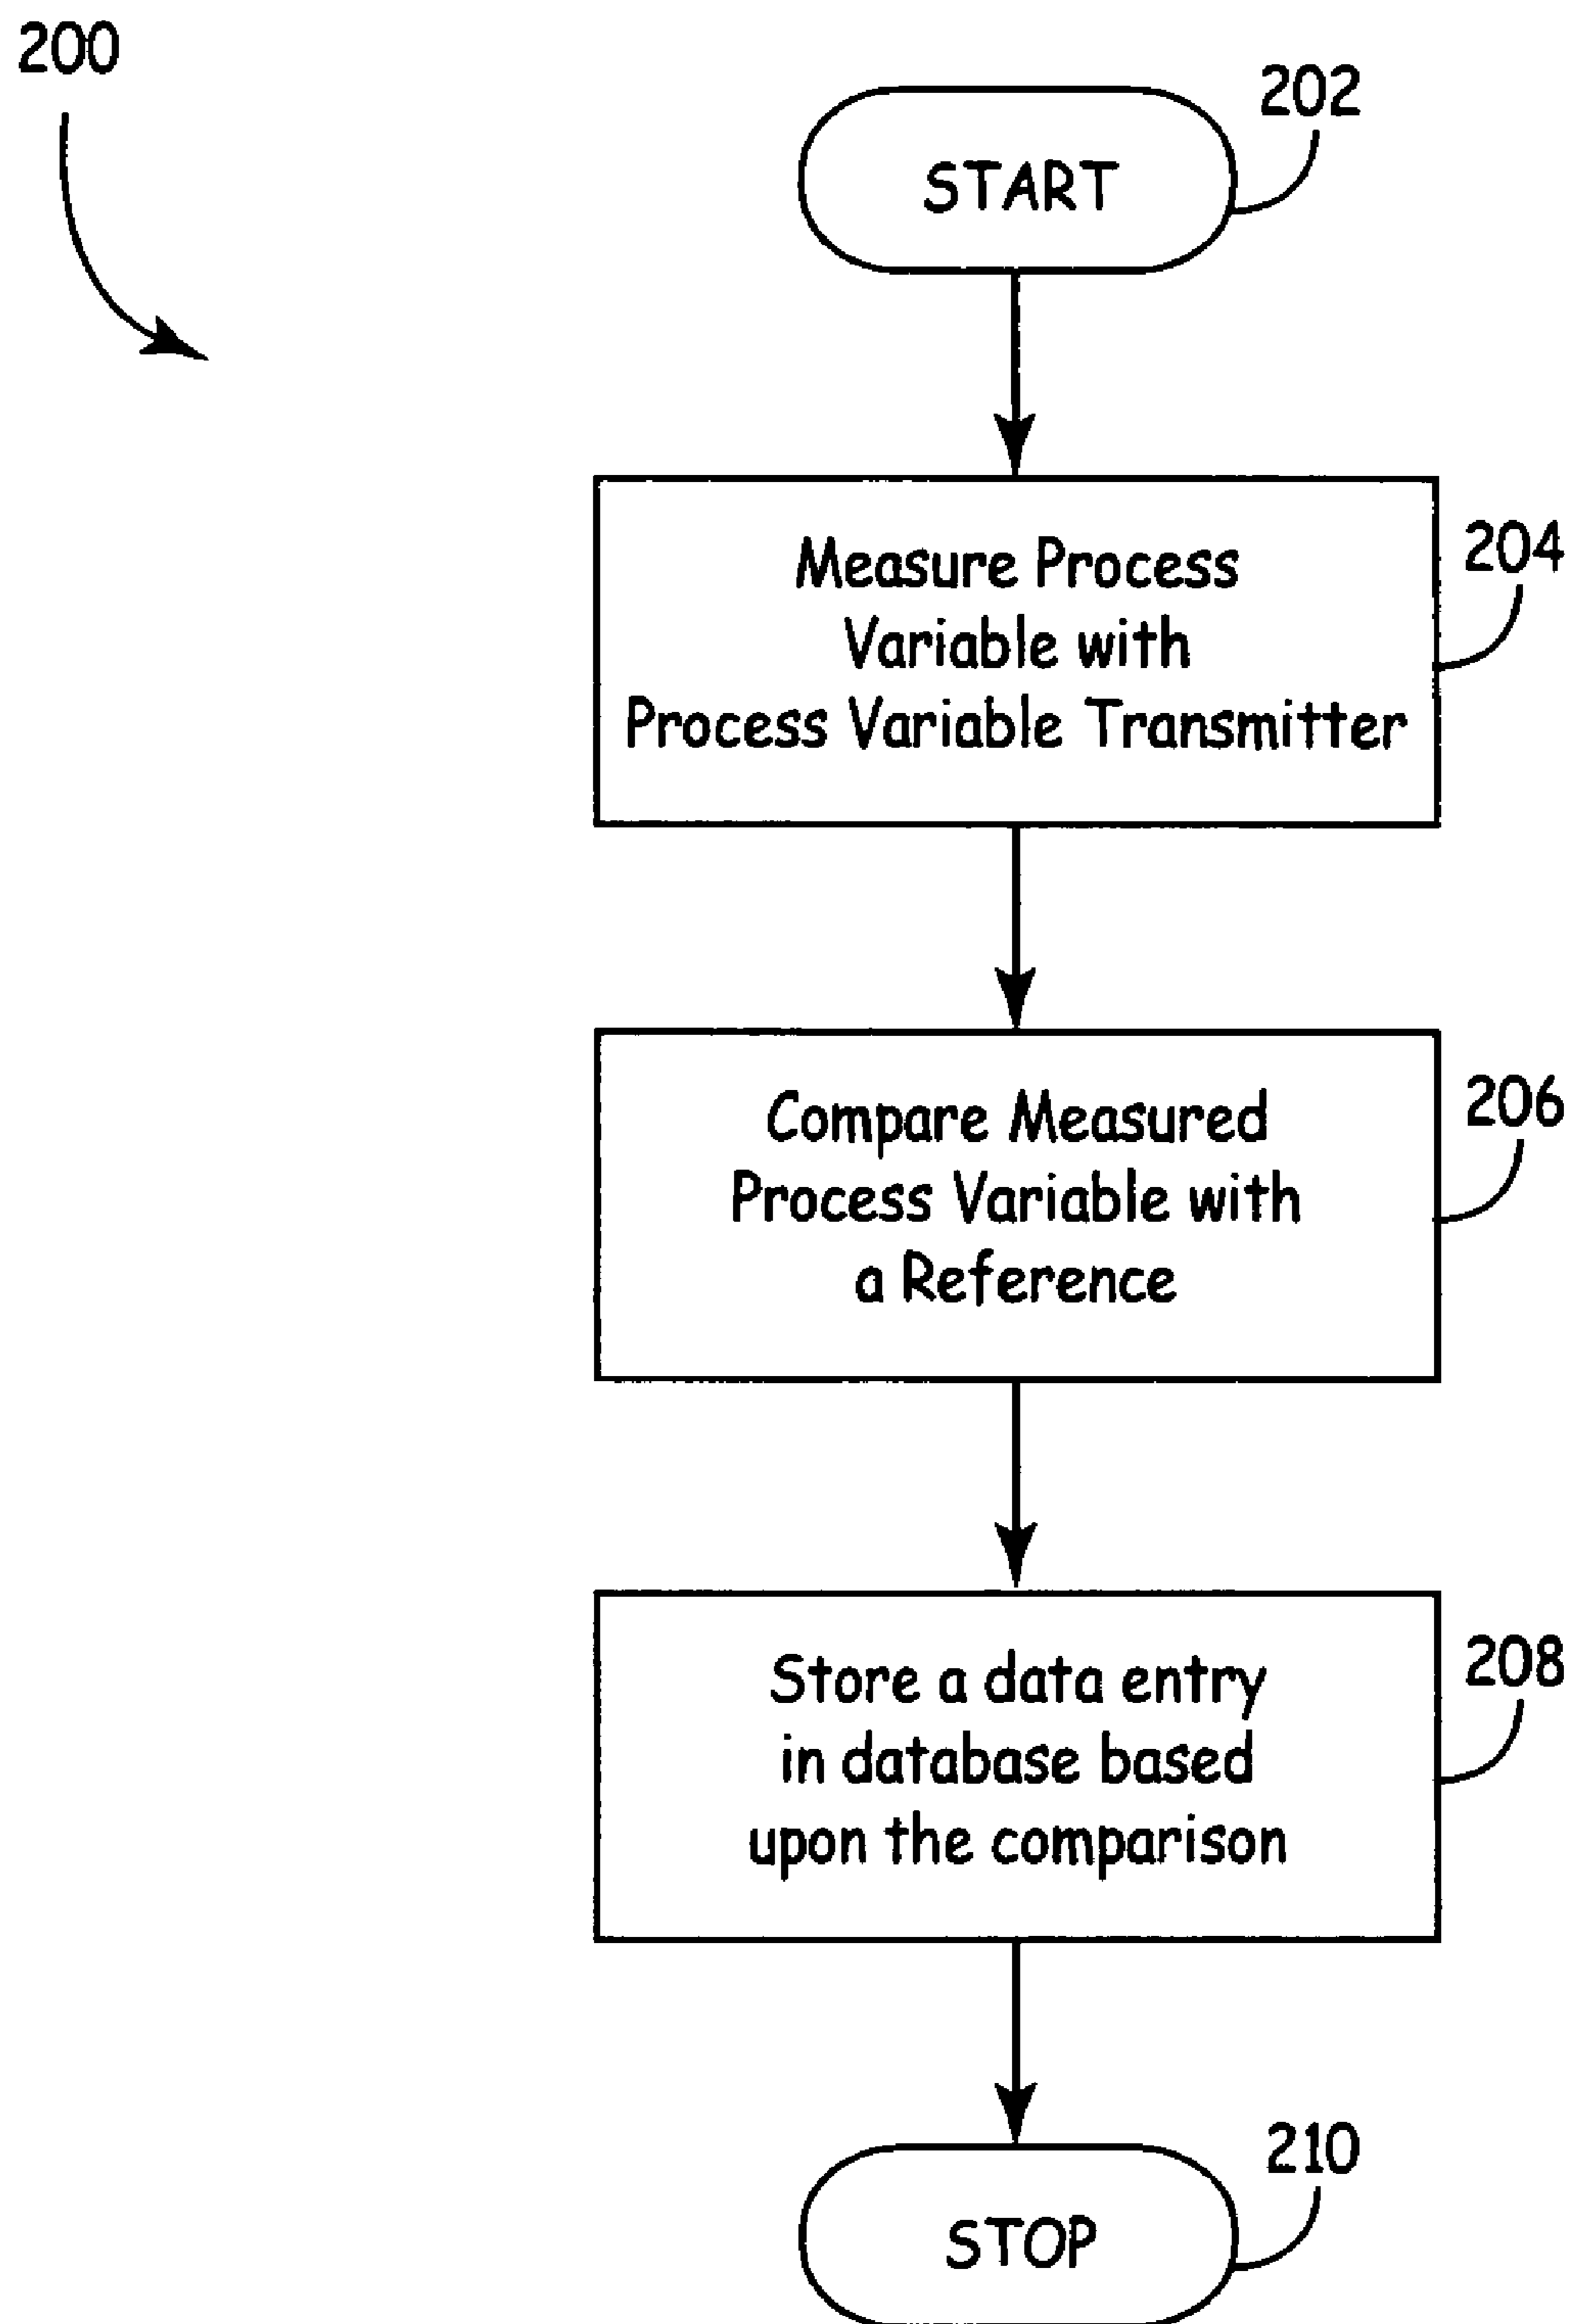 200
202
START
Measure Process
204
Variable with
Process Variable Transmitter
Compare Measured
206
Process Variable with
a Reference
Store a data entry
208
in database based
upon the comparison
210
STOP